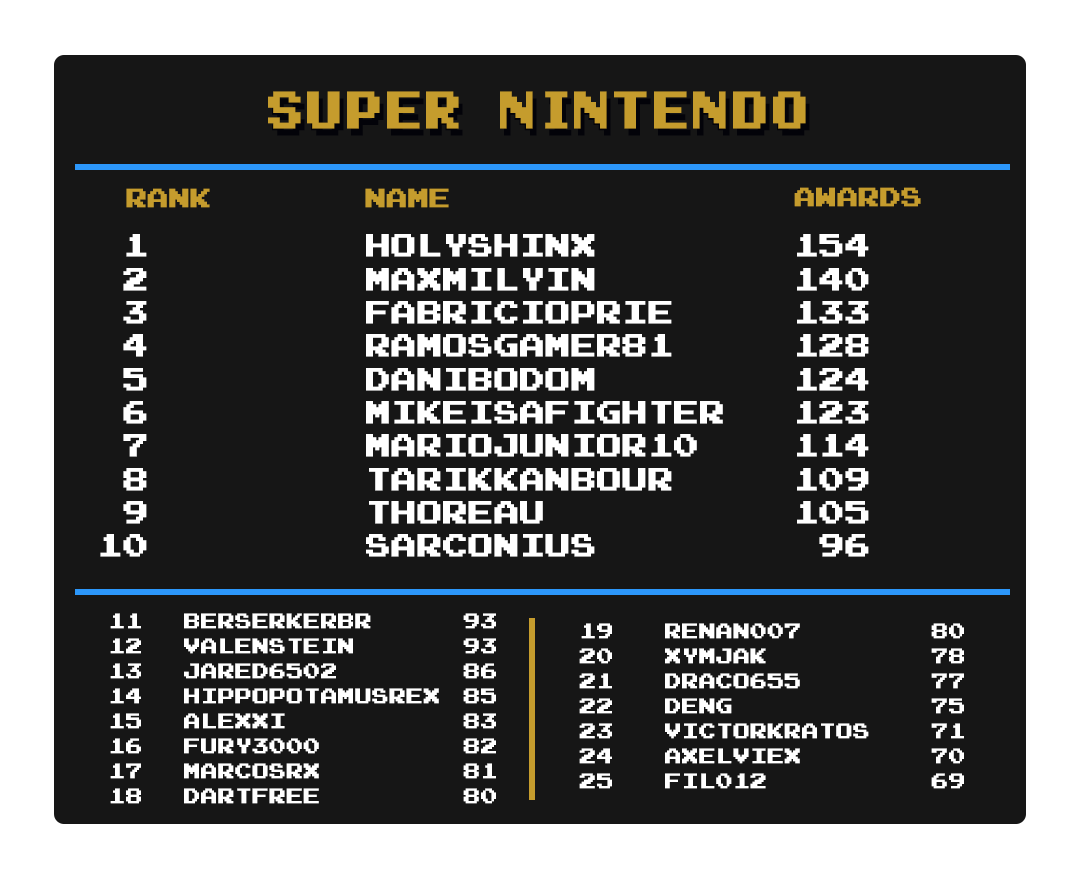 SUPER NINTENDO
RANK NAME AWARDS
1 HOLYSHINX 154
2 MAXMILYIN 140
3 FABRICIOPRIE 133
4 RAMOSGAMER81 128
5 DANIBODOM 124
6 MIKEISAFIGHTER 123
7 MARIOJUNIOR10 114
8 TARIKKANBOUR 109
9 THOREAU 105
10 SARCONIUS 96
11 BERSERKERBR 93
12 VALENSTEIN 93
13 JARED6502 86
14 HIPPOPOTAMUSREX 85
15 ALEXXI 83
16 FURY3000 82
17 MARCOSRX 81
18 DARTFREE 80
19 RENAN007 80
20 XYMJAK 78
21 DRACO655 77
22 DENG 75
23 VICTORKRATOS 71
24 AXELVIEX 70
25 FIL012 69